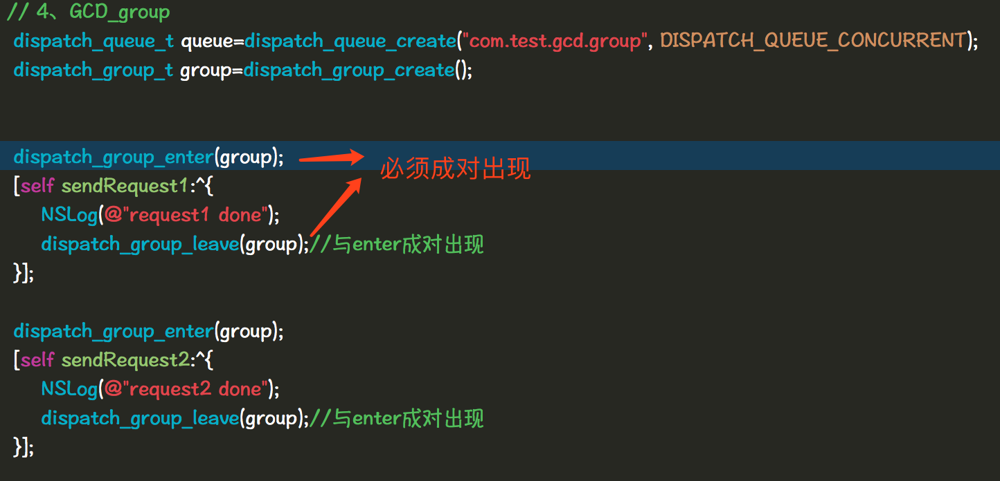 // 4、GCD_group
dispatch_queue_t queue=dispatch_queue_create("com.test.gcd.group", DISPATCH_QUEUE_CONCURRENT);
dispatch_group_t group=dispatch_group_create();
dispatch_group_enter(group);
必须成对出现
[self sendRequest1:^{
NSLog(@"request1 done");
dispatch_group_leave(group);//与enter成对出现
}];
dispatch_group_enter(group);
[self sendRequest2:^{
NSLog(@"request2 done");
dispatch_group_leave(group);//与enter成对出现
}];